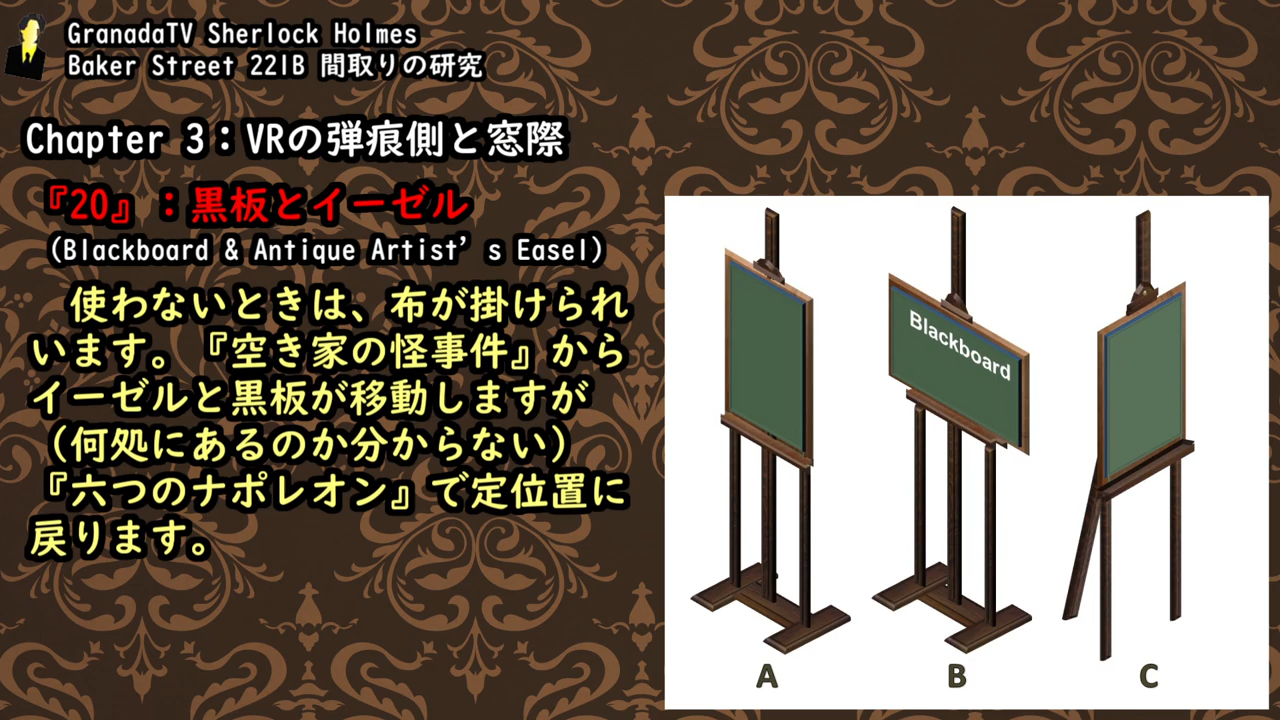 GranadaTV Sherlock Holmes
Baker Street 221B 間取りの研究
Chapter 3：VRの弾痕側と窓際
『20』：黒板とイーゼル
（Blackboard & Antique Artist’s Easel）
使わないときは、布が掛けられ
います。『空き家の怪事件』から
イーゼルと黒板が移動しますが
（何処にあるのか分からない）
『六つのナポレオン』で定位置に
戻ります。
Blackboard
A B C